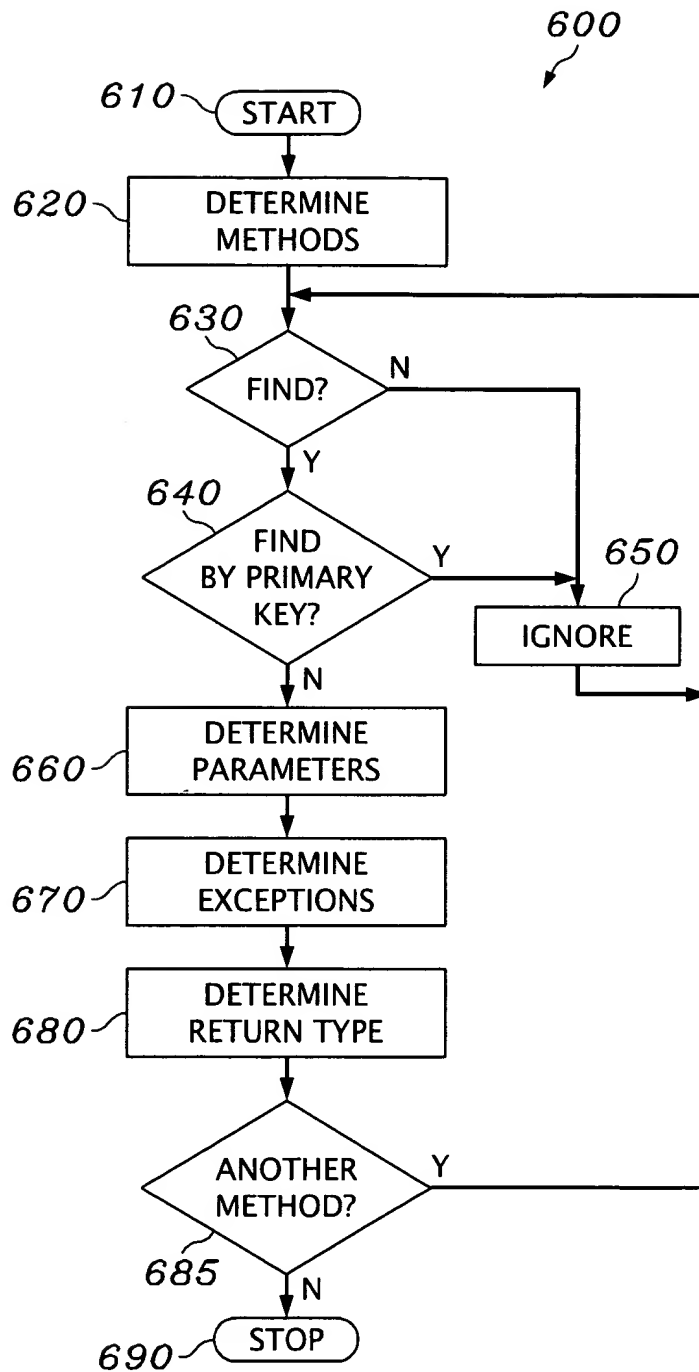 600
610
START
620
DETERMINE
METHODS
630
FIND?
N
Y
640
FIND
BY PRIMARY
KEY?
Y
650
IGNORE
N
660
DETERMINE
PARAMETERS
670
DETERMINE
EXCEPTIONS
680
DETERMINE
RETURN TYPE
ANOTHER
METHOD?
Y
685
N
690
STOP